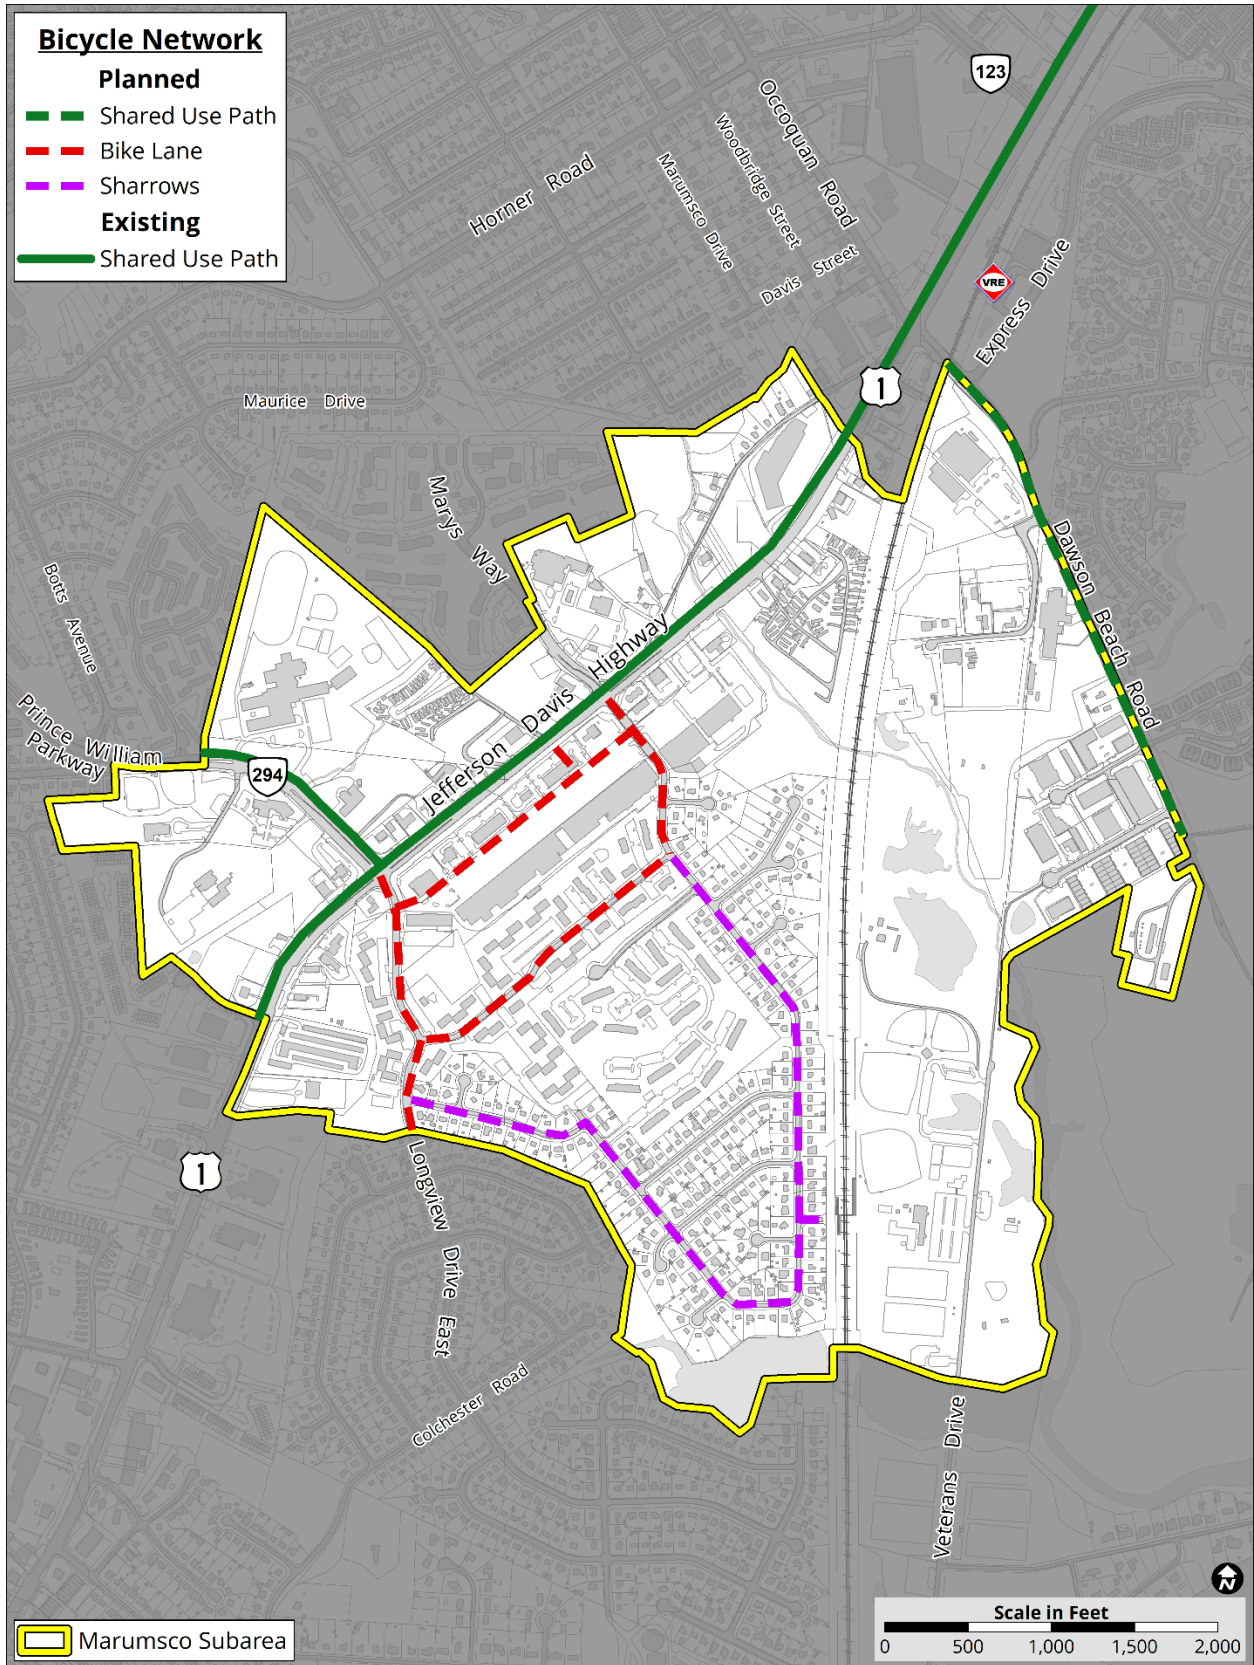 Bicycle Network
Planned
Shared Use Path
Bike Lane
Sharrows
Existing
Shared Use Path
123
Occoquan Road
Woodbridge Street
Marumsco Drive
Horner Road
Davis Street
VRE
Express Drive
1
Maurice Drive
Marys Way
Botts Avenue
Dawson Beach Road
Jefferson Davis Highway
Prince William
Parkway
294
1
Longview Drive East
Colchester Road
Veterans Drive
N
Marumsco Subarea
Scale in Feet
0 500 1,000 1,500 2,000